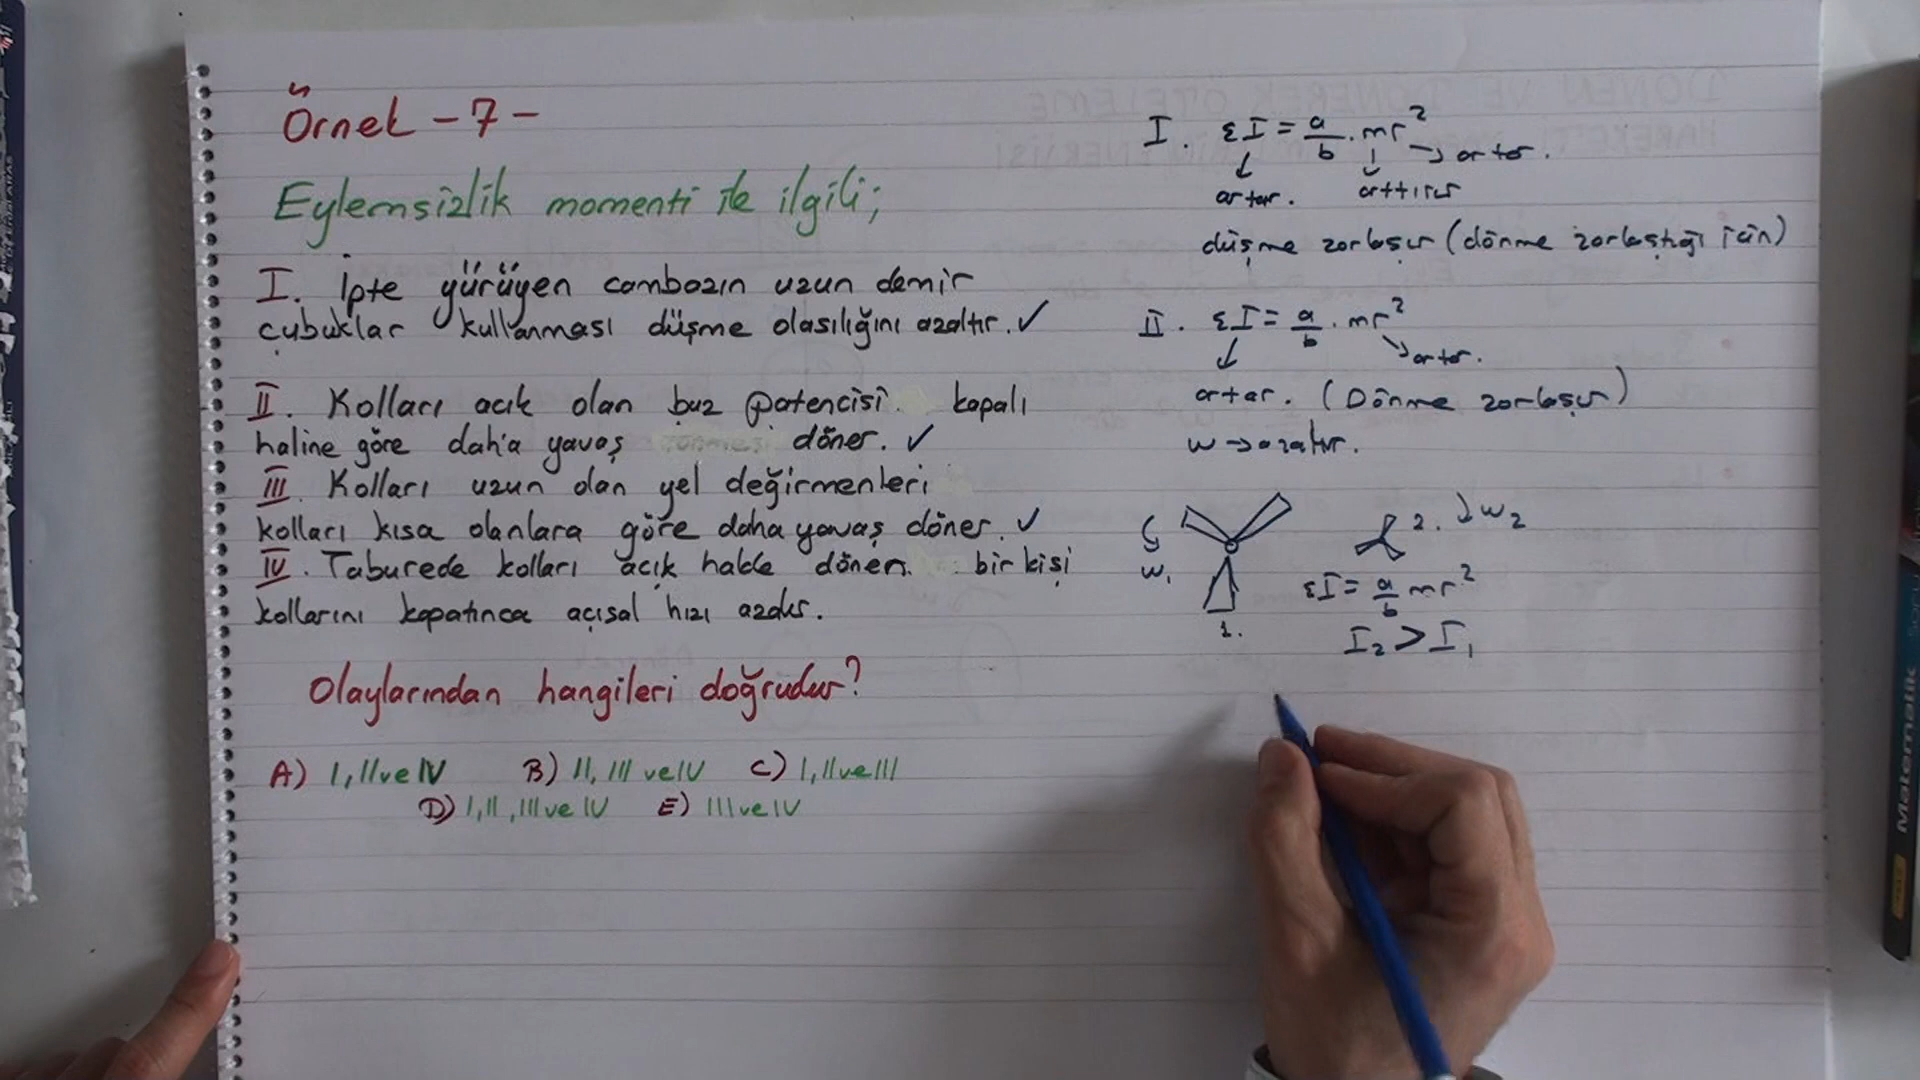 Örnek - 7 -
Eylemsizlik momenti ile ilgili;
I. İpte yürüyen cambazın uzun demir
çubuklar kullanması düşme olasılığını azaltır. ✓
II. Kolları açık olan buz patencisi kapalı
haline göre daha yavaş döner. ✓
III. Kolları uzun olan yel değirmenleri
kolları kısa olanlara göre daha yavaş döner. ✓
IV. Taburede kolları açık halde dönen bir kişi
kollarını kapatınca açısal hızı azalır.
Olaylarından hangileri doğrudur?
A) I, II ve IV B) II, III ve IV C) I, II ve III
D) I, II, III ve IV E) III ve IV
I. ΣI = a/b . mr² → artar.
artar. arttırır
düşme zorlaşır (dönme zorlaştığı için)
II. ΣI = a/b . mr²
artar.
artar. (Dönme zorlaşır)
w → azalır.
2. w₂
w₁
ΣI = a/b mr²
1.
I₂ > I₁
Matematik